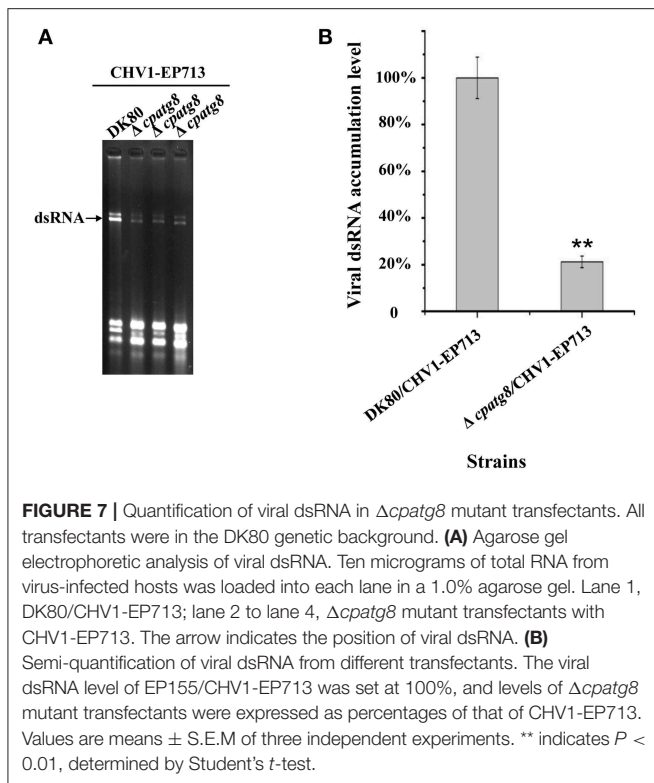 A
CHV1-EP713
DK80
Δ cpatg8
Δ cpatg8
Δ cpatg8
dsRNA
B
Viral dsRNA accumulation level
100%
80%
60%
40%
20%
0
**
DK80/CHV1-EP713
Δ cpatg8/CHV1-EP713
Strains
FIGURE 7 | Quantification of viral dsRNA in Δcpatg8 mutant transfectants. All
transfectants were in the DK80 genetic background. (A) Agarose gel
electrophoretic analysis of viral dsRNA. Ten micrograms of total RNA from
virus-infected hosts was loaded into each lane in a 1.0% agarose gel. Lane 1,
DK80/CHV1-EP713; lane 2 to lane 4, Δcpatg8 mutant transfectants with
CHV1-EP713. The arrow indicates the position of viral dsRNA. (B)
Semi-quantification of viral dsRNA from different transfectants. The viral
dsRNA level of EP155/CHV1-EP713 was set at 100%, and levels of Δcpatg8
mutant transfectants were expressed as percentages of that of CHV1-EP713.
Values are means ± S.E.M of three independent experiments. ** indicates P <
0.01, determined by Student's t-test.